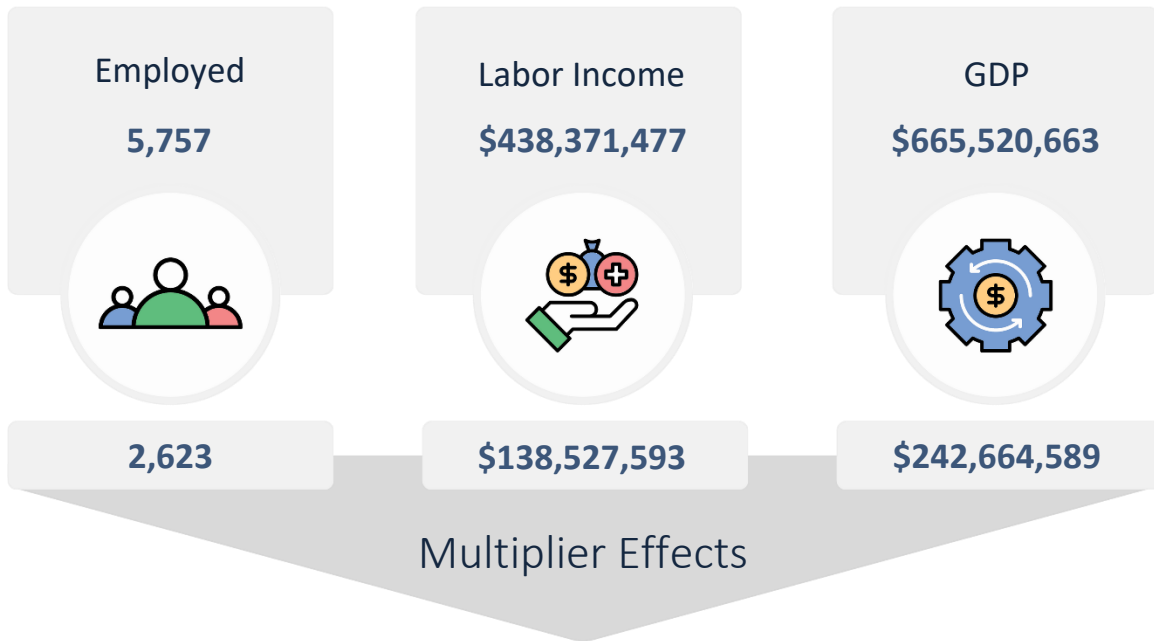 Employed
5,757
Labor Income
$438,371,477
GDP
$665,520,663
2,623
$138,527,593
$242,664,589
Multiplier Effects